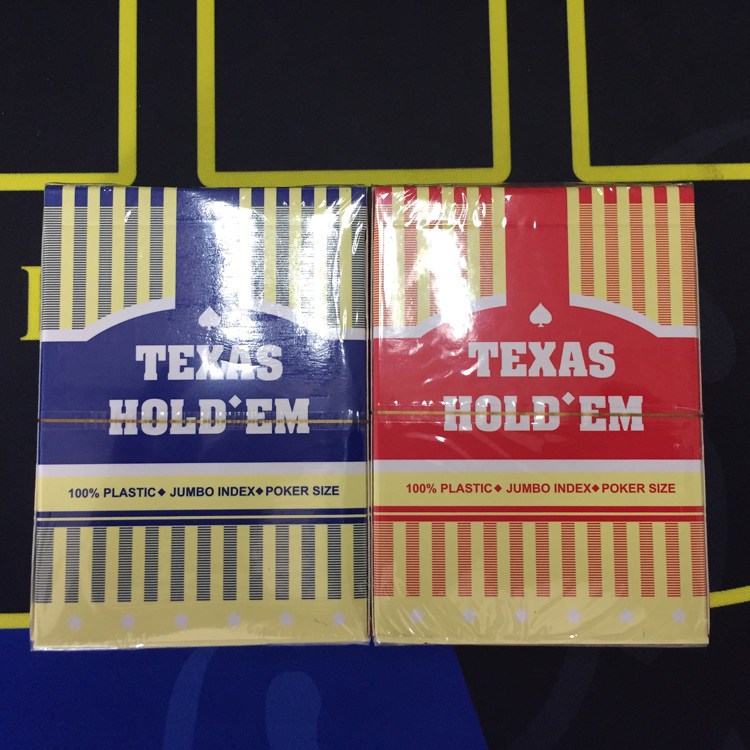 TEXAS
HOLD'EM
100% PLASTIC◆ JUMBO INDEX◆POKER SIZE
TEXAS
HOLD'EM
100% PLASTIC◆ JUMBO INDEX◆POKER SIZE